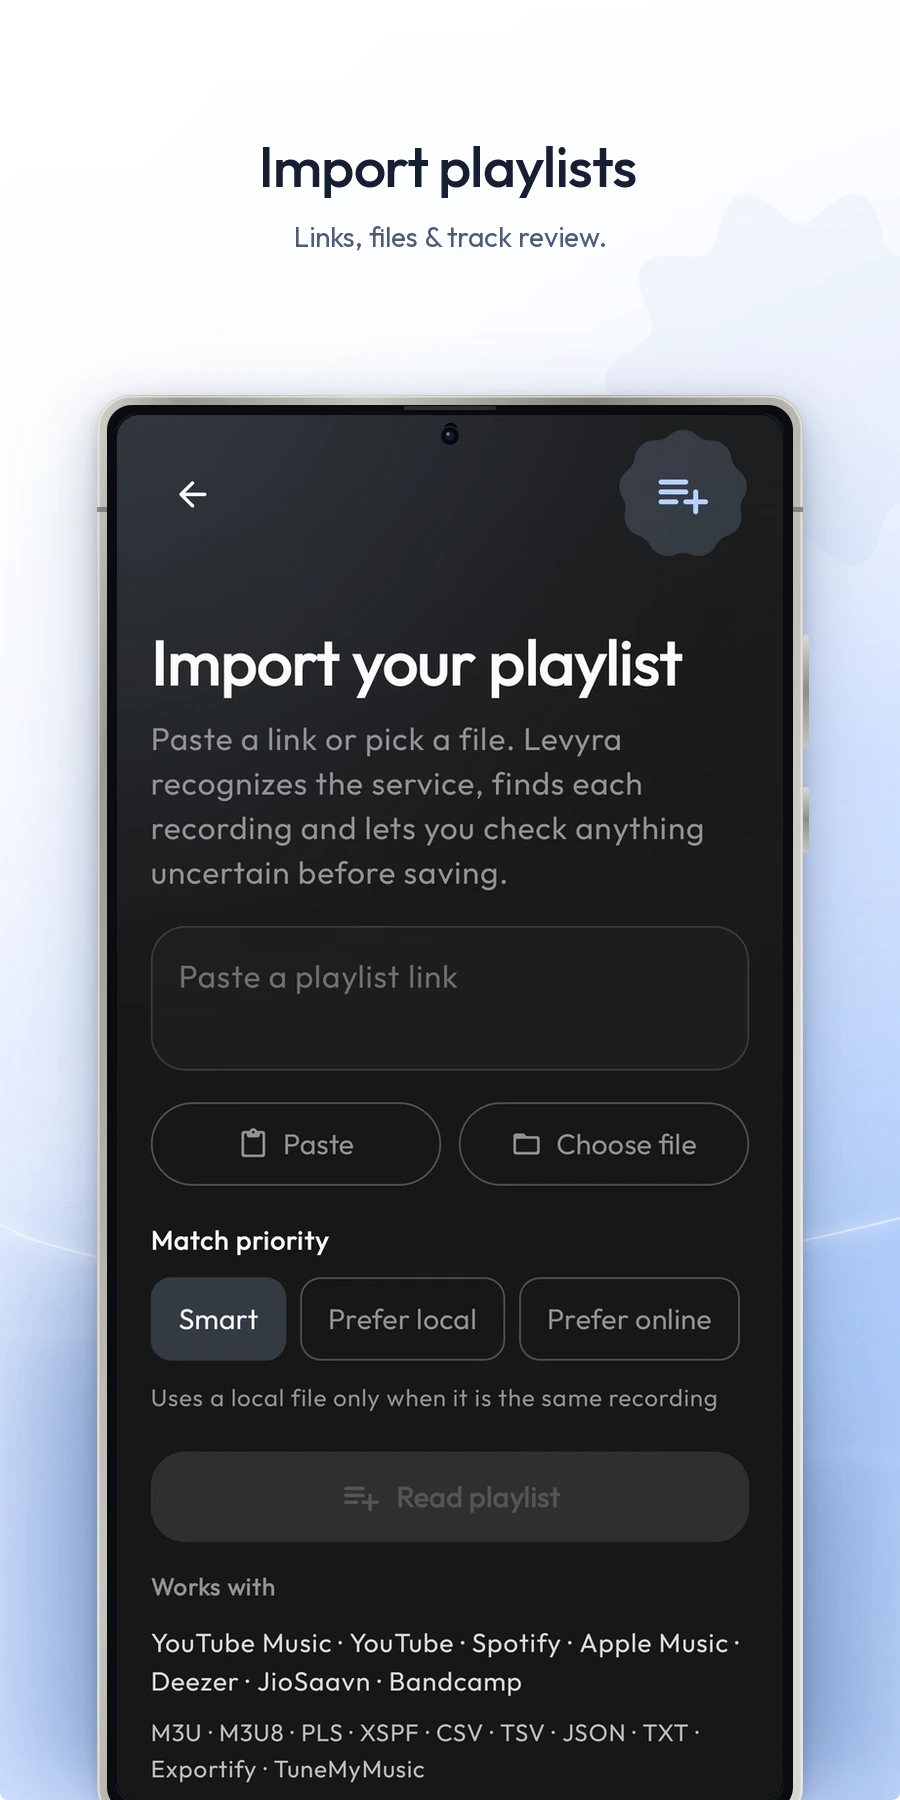 Import playlists
Links, files & track review.
Import your playlist
Paste a link or pick a file. Levyra
recognizes the service, finds each
recording and lets you check anything
uncertain before saving.
Paste a playlist link
Paste
Choose file
Match priority
Smart
Prefer local
Prefer online
Uses a local file only when it is the same recording
Read playlist
Works with
YouTube Music · YouTube · Spotify · Apple Music ·
Deezer · JioSaavn · Bandcamp
M3U · M3U8 · PLS · XSPF · CSV · TSV · JSON · TXT ·
Exportify · TuneMyMusic